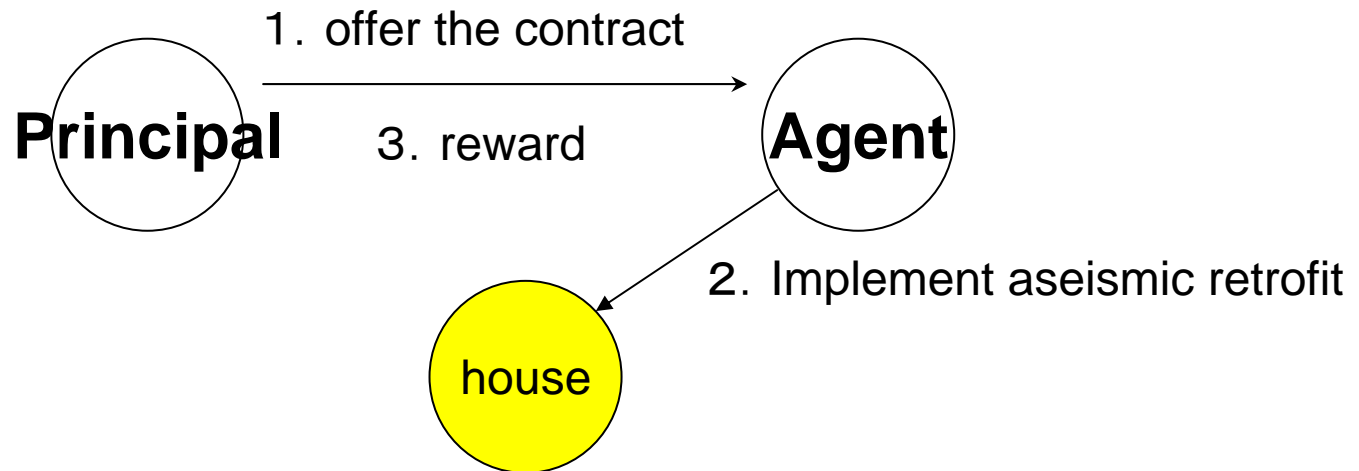 1. offer the contract
Principal
3. reward
Agent
2. Implement aseismic retrofit
house